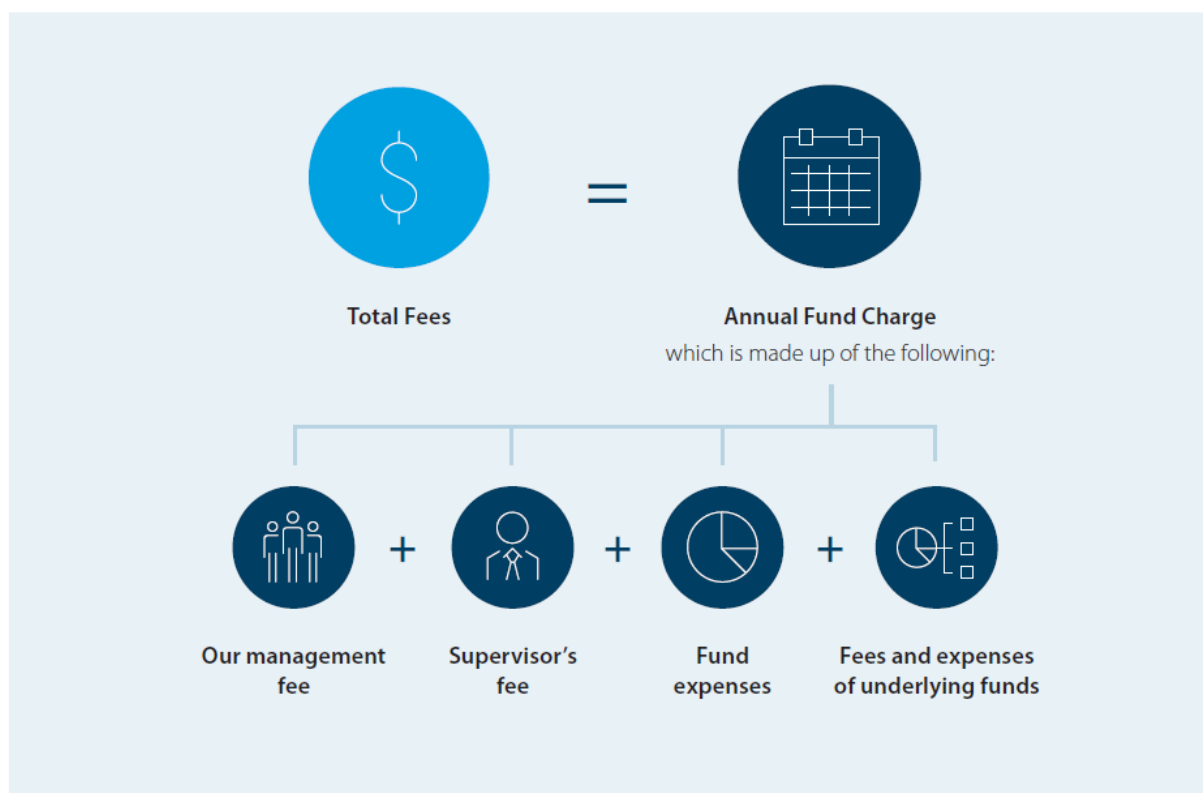 $
=
Total Fees
Annual Fund Charge
which is made up of the following:
+
+
+
Our management
fee
Supervisor’s
fee
Fund
expenses
Fees and expenses
of underlying funds